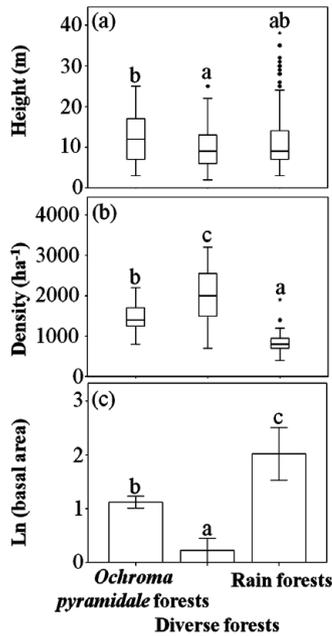 (a)
ab
b
a
40
30
20
10
0
Height (m)
(b)
c
b
a
4000
3000
2000
1000
0
Density (ha⁻¹)
(c)
c
b
a
3
2
1
0
Ln (basal area)
Ochroma
pyramidale forests
Rain forests
Diverse forests